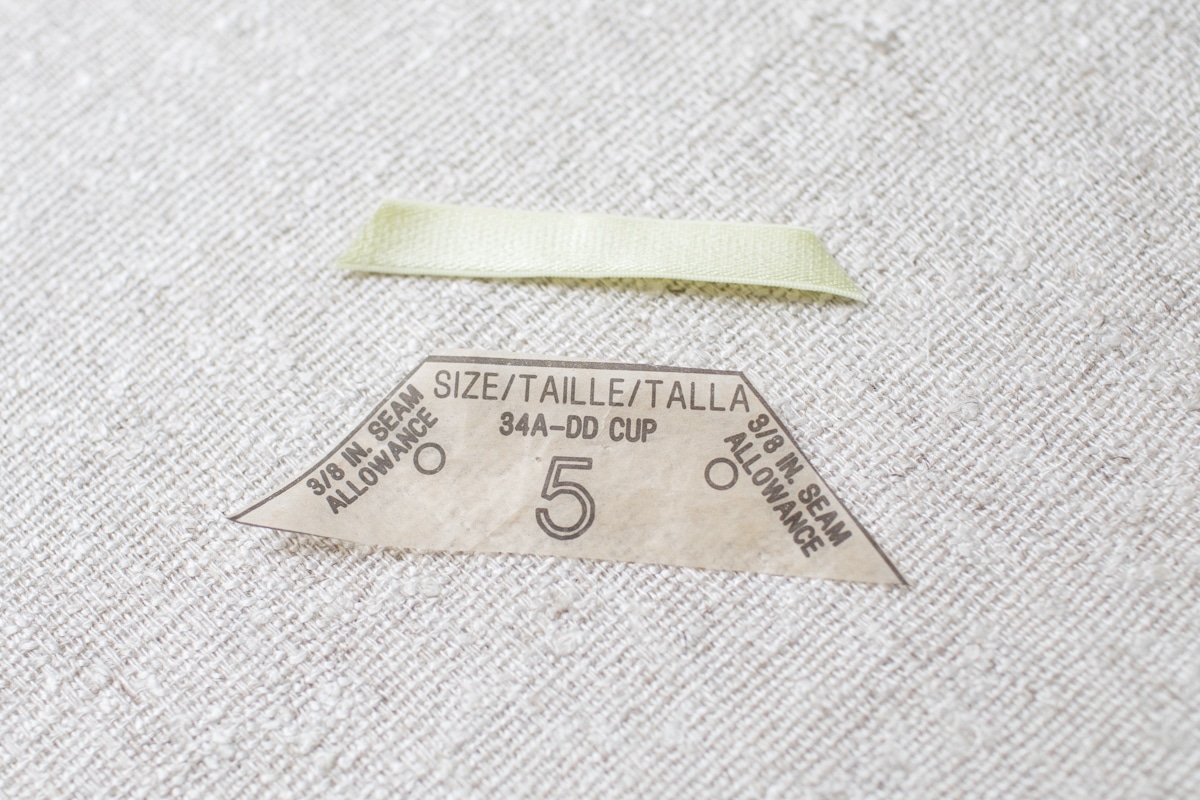 SIZE/TAILLE/TALLA
34A-DD CUP
5
3/8 IN. SEAM
ALLOWANCE
3/8 IN. SEAM
ALLOWANCE